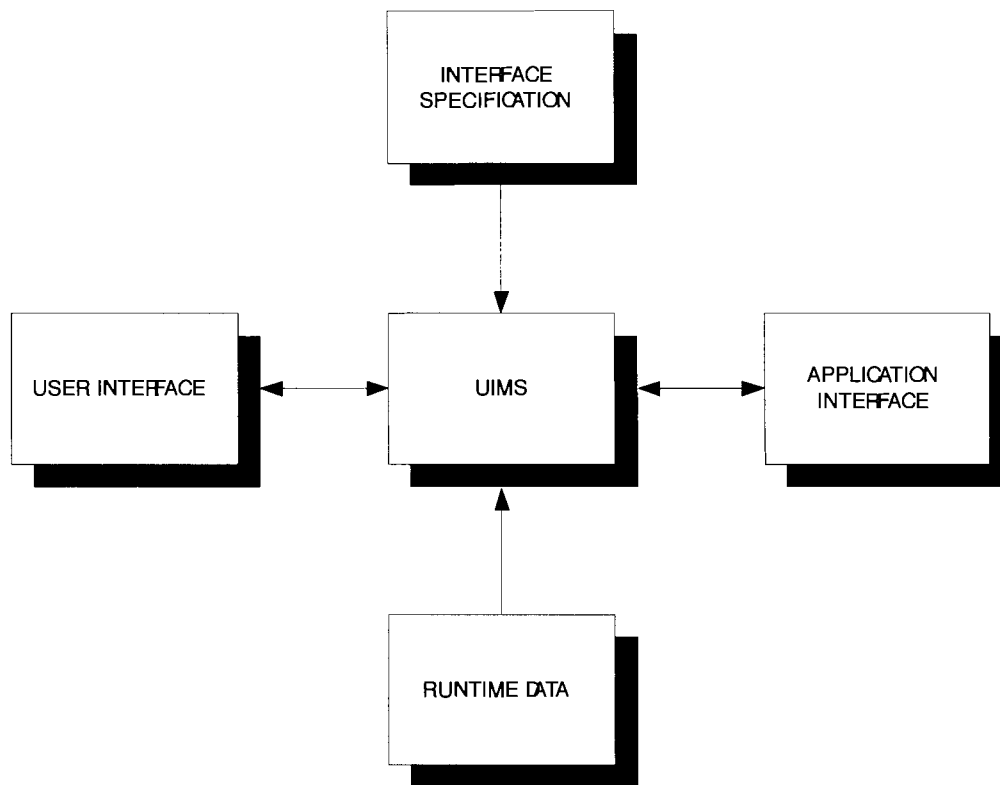 INTERFACE
SPECIFICATION
USER INTERFACE
UIMS
APPLICATION
INTERFACE
RUNTIME DATA